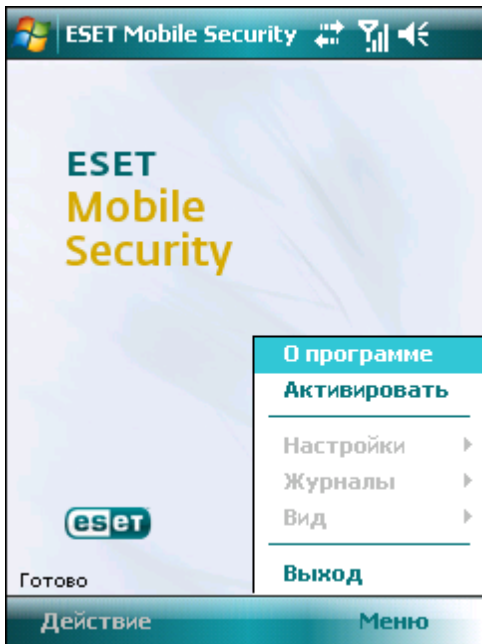 ESET Mobile Security
ESET
Mobile
Security
О программе
Активировать
Настройки
Журналы
Вид
Выход
eset
Готово
Действие
Меню